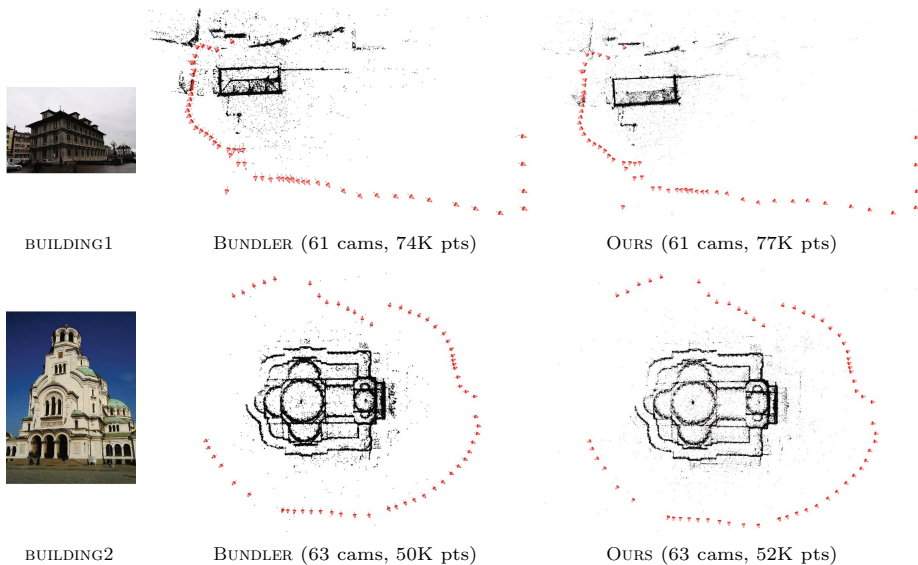 BUILDING1
BUNDLER (61 cams, 74K pts)
OURS (61 cams, 77K pts)
BUILDING2
BUNDLER (63 cams, 50K pts)
OURS (63 cams, 52K pts)